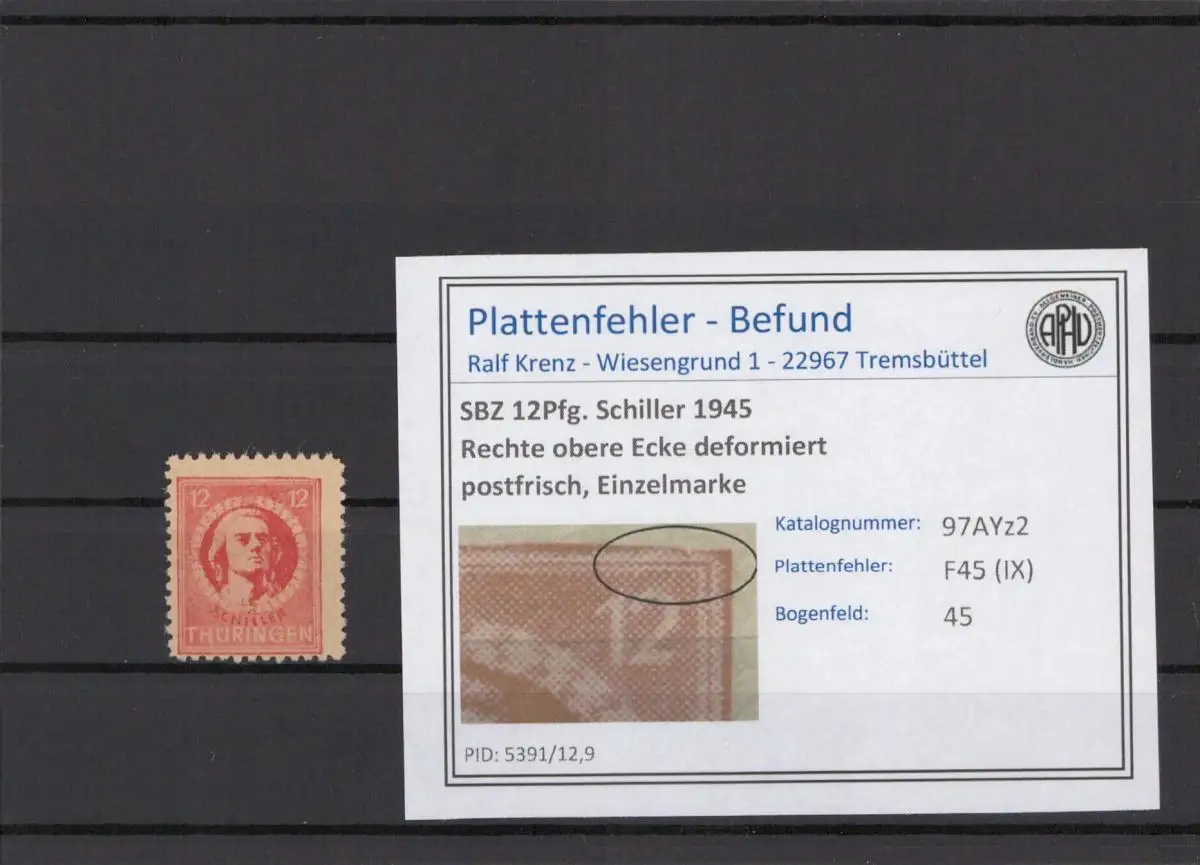 12 12
SCHILLER
THÜRINGEN
Plattenfehler - Befund
Ralf Krenz - Wiesengrund 1 - 22967 Tremsbüttel
APHV
SBZ 12Pfg. Schiller 1945
Rechte obere Ecke deformiert
postfrisch, Einzelmarke
12
Katalognummer: 97AYz2
Plattenfehler: F45 (IX)
Bogenfeld: 45
PID: 5391/12,9